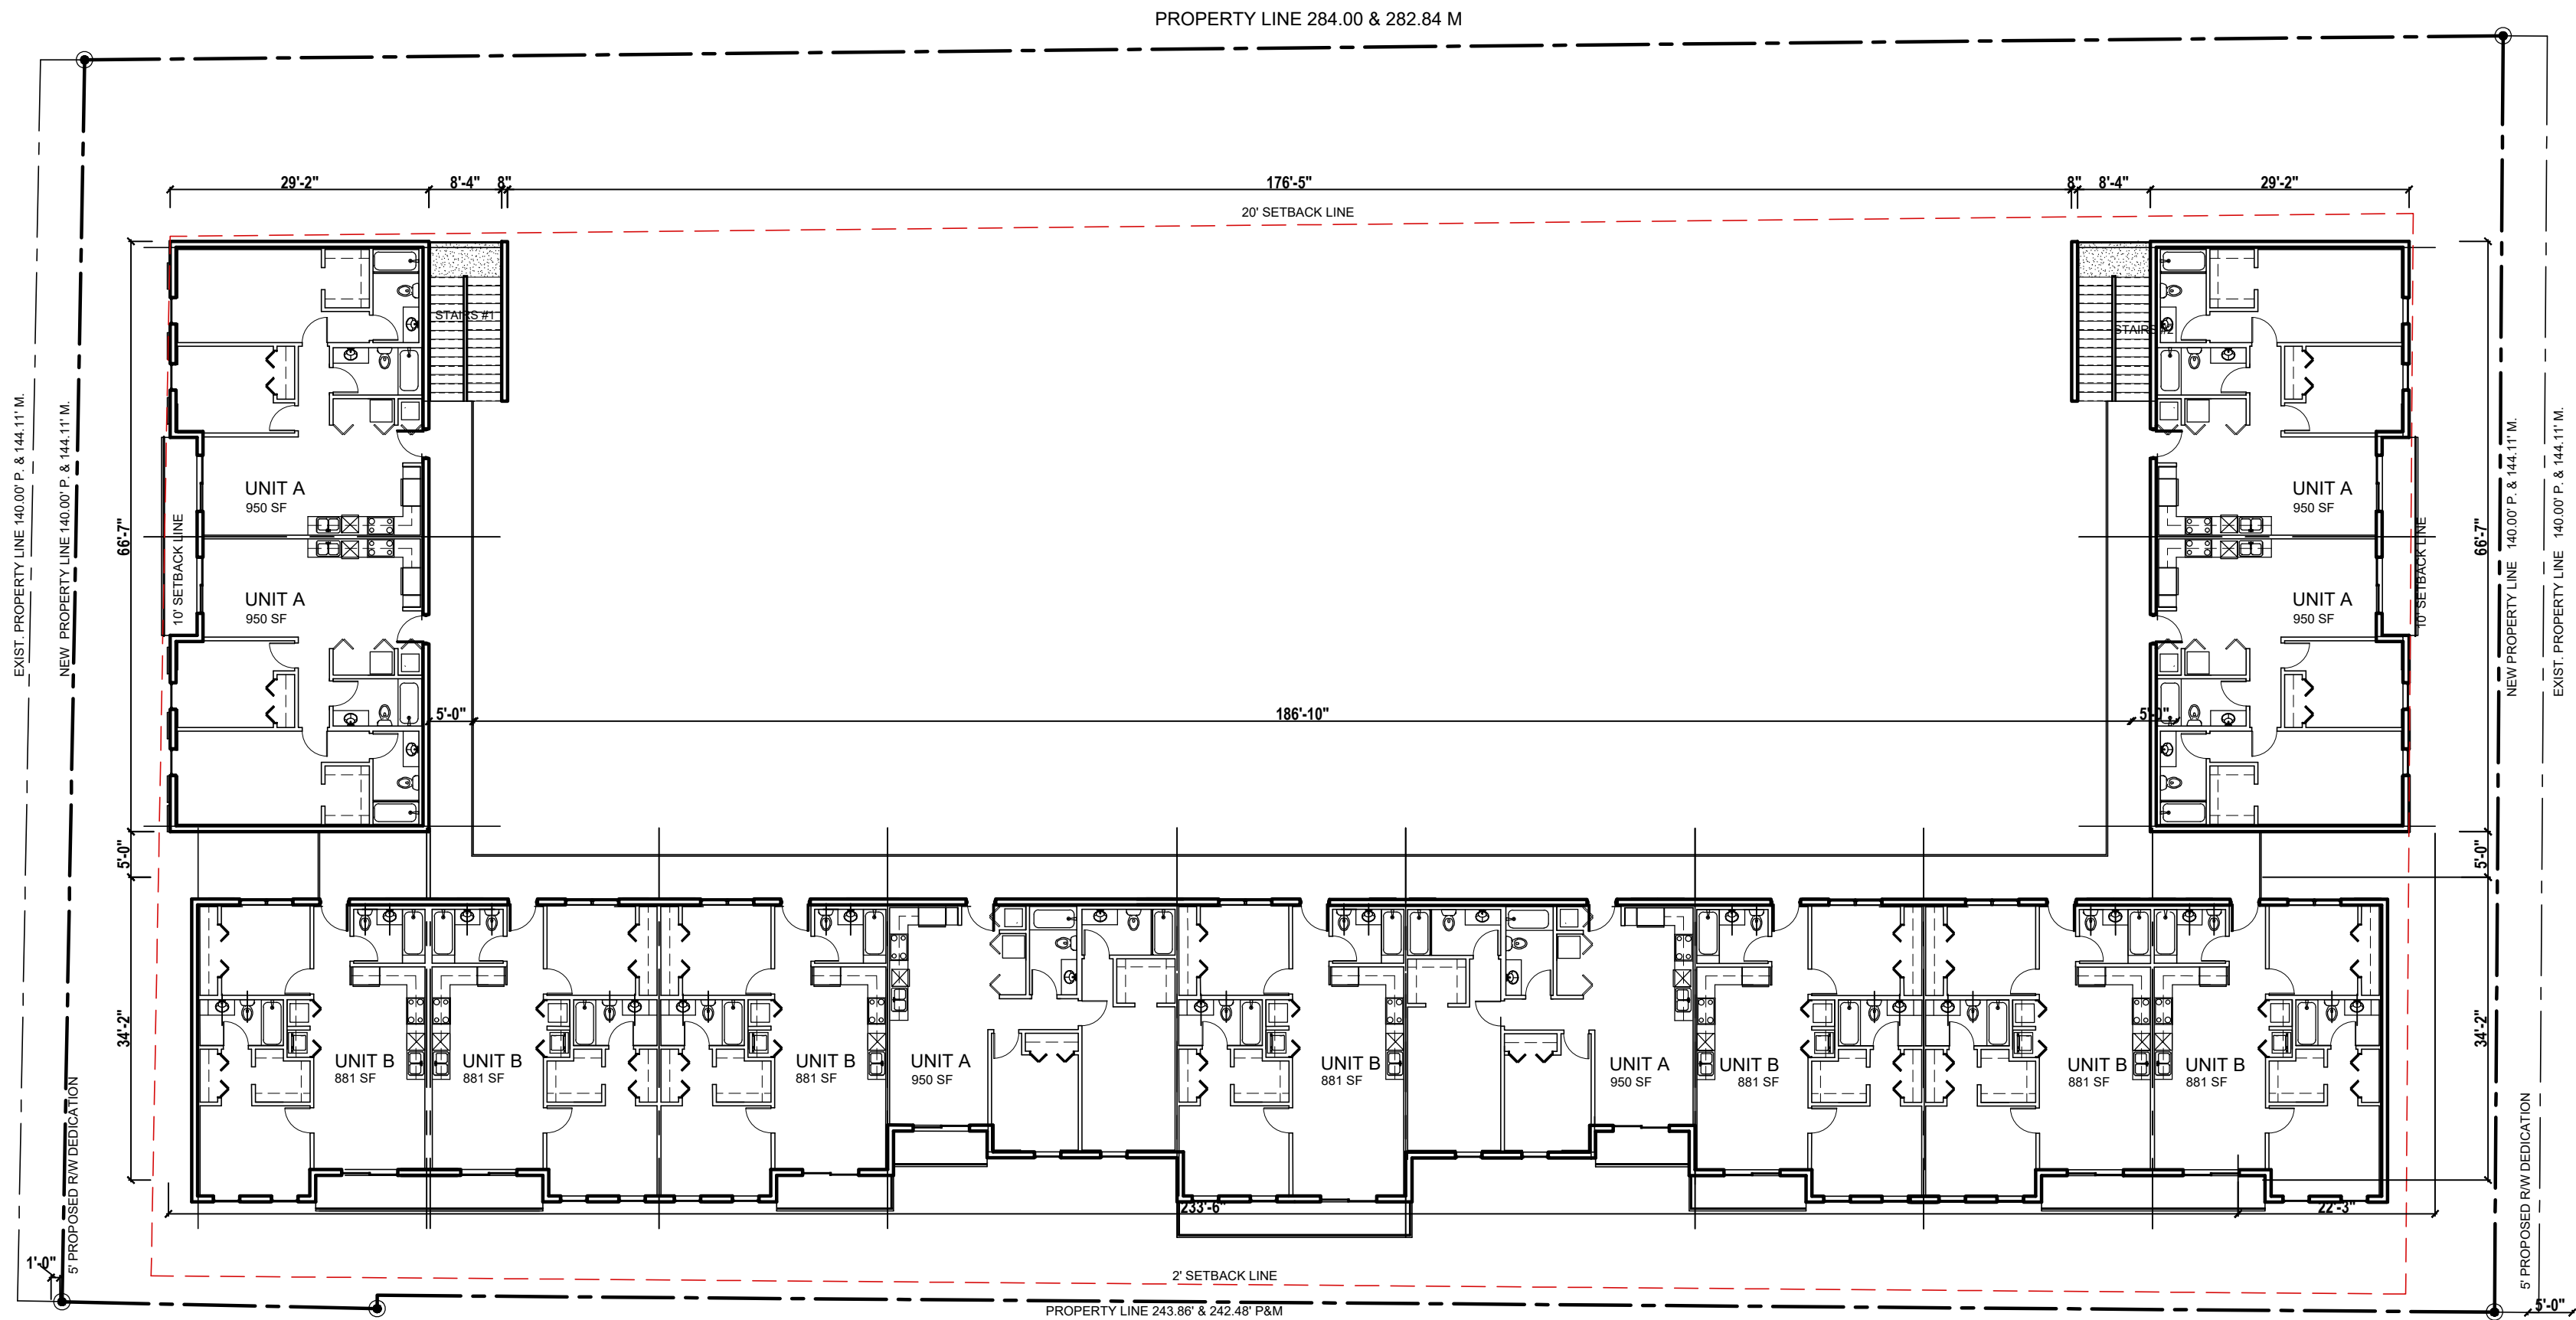 PROPERTY LINE 284.00 & 282.84 M
29'-2"
8'-4"
8"
176'-5"
8"
8'-4"
29'-2"
20' SETBACK LINE
STAIRS #1
STAIRS #2
EXIST. PROPERTY LINE 140.00' P. & 144.11' M.
NEW PROPERTY LINE 140.00' P. & 144.11' M.
NEW PROPERTY LINE 140.00' P. & 144.11' M.
EXIST. PROPERTY LINE 140.00' P. & 144.11' M.
66'-7"
10' SETBACK LINE
UNIT A
950 SF
UNIT A
950 SF
UNIT A
950 SF
UNIT A
950 SF
10' SETBACK LINE
66'-7"
5'-0"
186'-10"
5'-0"
5'-0"
5'-0"
34'-2"
UNIT B
881 SF
UNIT B
881 SF
UNIT B
881 SF
UNIT A
950 SF
UNIT B
881 SF
UNIT A
950 SF
UNIT B
881 SF
UNIT B
881 SF
UNIT B
881 SF
34'-2"
5' PROPOSED R/W DEDICATION
5' PROPOSED R/W DEDICATION
233'-6"
22'-3"
1'-0"
2' SETBACK LINE
PROPERTY LINE 243.86' & 242.48' P&M
5'-0"